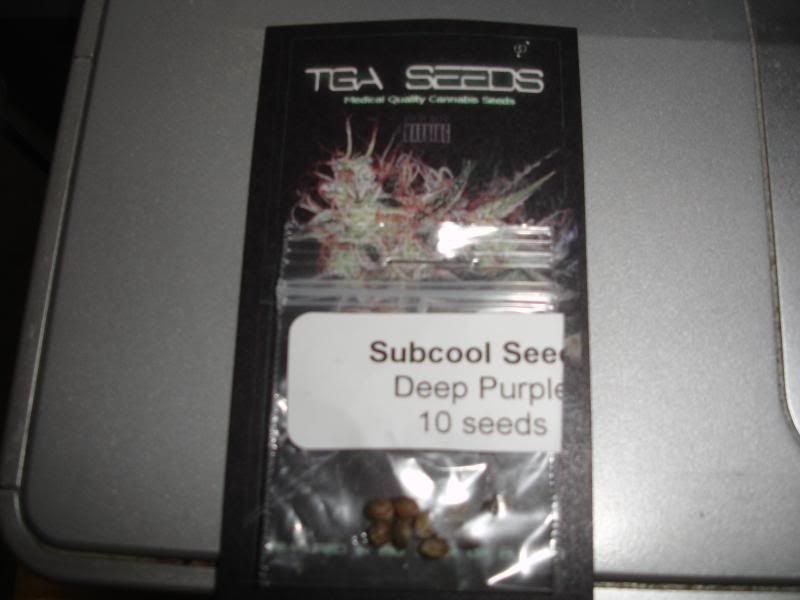 TGA SEEDS
Medical Quality Cannabis Seeds
Subcool See
Deep Purple
10 seeds